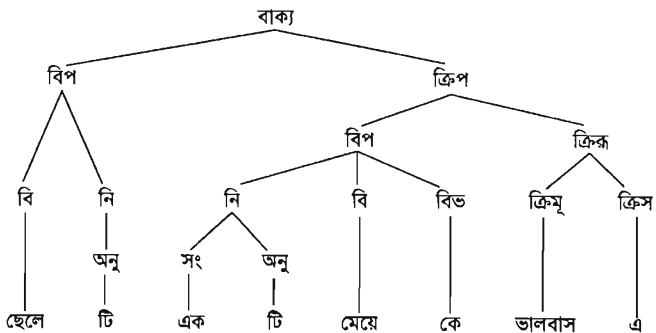 বাক্য
বিপ ক্রিপ
বিপ ক্রিরূ
বি নি নি বি বিভ ক্রিমূ ক্রিস
অনু সং অনু
ছেলে টি এক টি মেয়ে কে ভালবাস এ